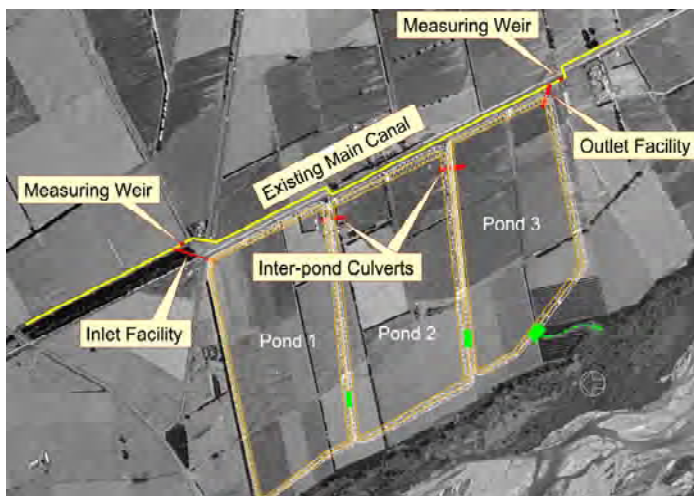 Measuring Weir
Existing Main Canal
Outlet Facility
Measuring Weir
Pond 3
Inter-pond Culverts
Inlet Facility
Pond 1
Pond 2